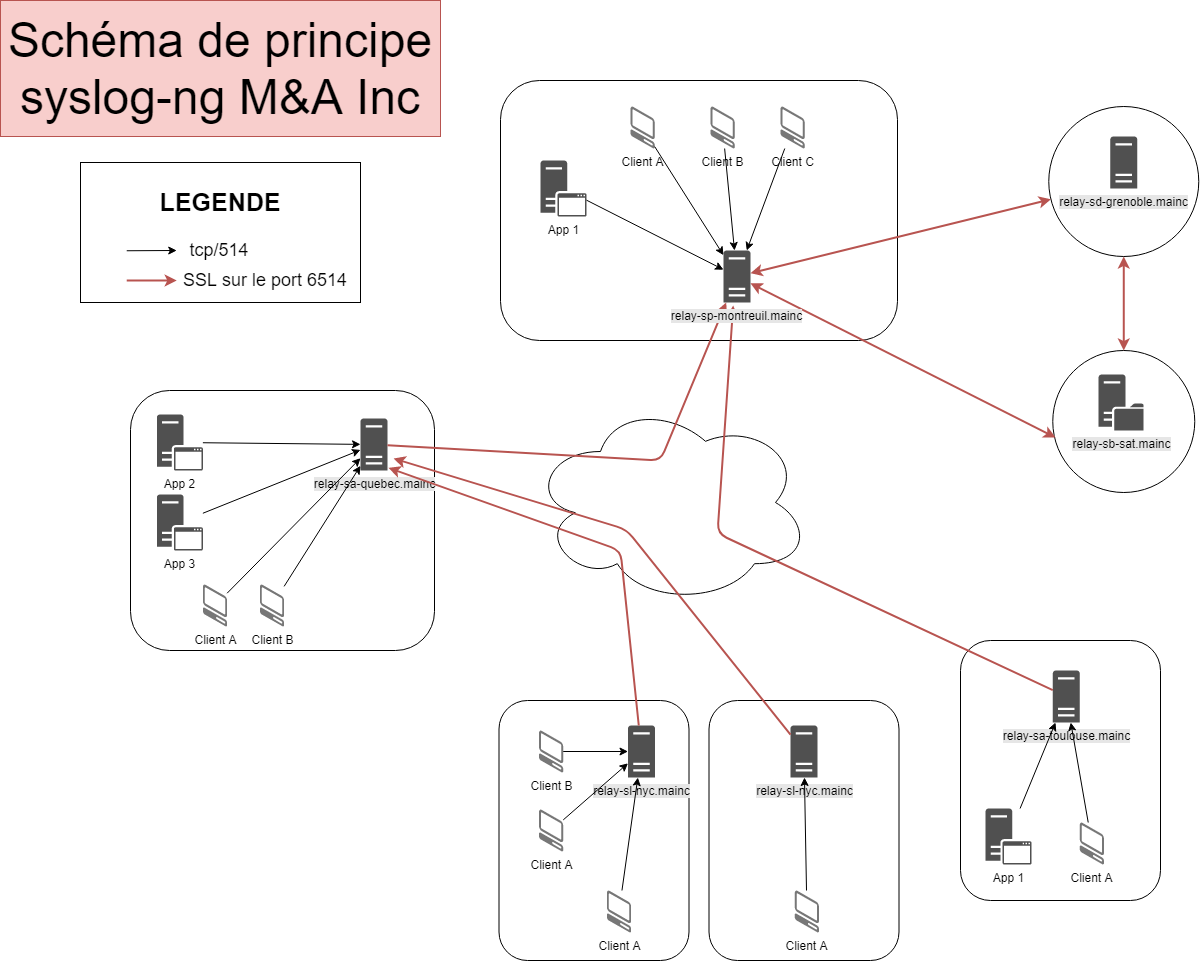 Schéma de principe
syslog-ng M&A Inc
LEGENDE
tcp/514
SSL sur le port 6514
Client A
Client B
Client C
App 1
relay-sp-montreuil.mainc
relay-sd-grenoble.mainc
relay-sb-sat.mainc
App 2
relay-sa-quebec.mainc
App 3
Client A
Client B
Client B
relay-sl-nyc.mainc
Client A
Client A
relay-sl-nyc.mainc
Client A
relay-sa-toulouse.mainc
App 1
Client A